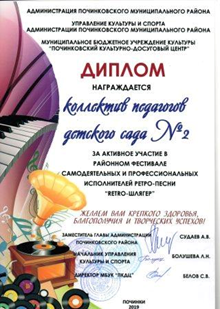 АДМИНИСТРАЦИЯ ПОЧИНКОВСКОГО МУНИЦИПАЛЬНОГО РАЙОНА
УПРАВЛЕНИЕ КУЛЬТУРЫ И СПОРТА
АДМИНИСТРАЦИИ ПОЧИНКОВСКОГО МУНИЦИПАЛЬНОГО РАЙОНА
МУНИЦИПАЛЬНОЕ БЮДЖЕТНОЕ УЧРЕЖДЕНИЕ КУЛЬТУРЫ
"ПОЧИНКОВСКИЙ КУЛЬТУРНО-ДОСУГОВЫЙ ЦЕНТР"
ДИПЛОМ
НАГРАЖДАЕТСЯ
коллектив педагогов
детского сада №2
ЗА АКТИВНОЕ УЧАСТИЕ В
РАЙОННОМ ФЕСТИВАЛЕ
САМОДЕЯТЕЛЬНЫХ И ПРОФЕССИОНАЛЬНЫХ
ИСПОЛНИТЕЛЕЙ РЕТРО-ПЕСНИ
"RETRO-ШЛЯГЕР"
ЖЕЛАЕМ ВАМ КРЕПКОГО ЗДОРОВЬЯ,
БЛАГОПОЛУЧИЯ И ТВОРЧЕСКИХ УСПЕХОВ!
ЗАМЕСТИТЕЛЬ ГЛАВЫ АДМИНИСТРАЦИИ
ПОЧИНКОВСКОГО РАЙОНА СУДАЕВ А.В.
НАЧАЛЬНИК УПРАВЛЕНИЯ
КУЛЬТУРЫ И СПОРТА БОЛУШЕВА Л.Н.
ДИРЕКТОР МБУК "ПКДЦ" БЕЛОВ С.В.
ПОЧИНКИ
2019